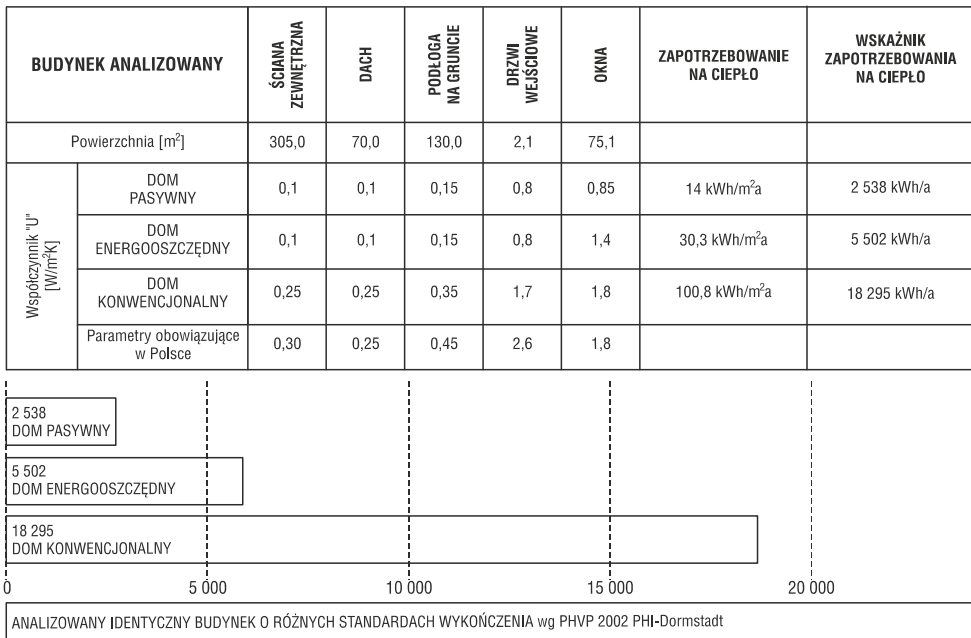 BUDYNEK ANALIZOWANY
ŚCIANA
ZEWNĘTRZNA
DACH
PODŁOGA
NA GRUNCIE
DRZWI
WEJŚCIOWE
OKNA
ZAPOTRZEBOWANIE
NA CIEPŁO
WSKAŹNIK
ZAPOTRZEBOWANIA
NA CIEPŁO
Powierzchnia [m²] 305,0 70,0 130,0 2,1 75,1
Współczynnik "U"
[W/m²K]
DOM
PASYWNY
0,1 0,1 0,15 0,8 0,85 14 kWh/m²a 2 538 kWh/a
DOM
ENERGOOSZCZĘDNY
0,1 0,1 0,15 0,8 1,4 30,3 kWh/m²a 5 502 kWh/a
DOM
KONWENCJONALNY
0,25 0,25 0,35 1,7 1,8 100,8 kWh/m²a 18 295 kWh/a
Parametry obowiązujące
w Polsce
0,30 0,25 0,45 2,6 1,8
2 538
DOM PASYWNY
5 502
DOM ENERGOOSZCZĘDNY
18 295
DOM KONWENCJONALNY
0 5 000 10 000 15 000 20 000
ANALIZOWANY IDENTYCZNY BUDYNEK O RÓŻNYCH STANDARDACH WYKOŃCZENIA wg PHVP 2002 PHI-Dormstadt